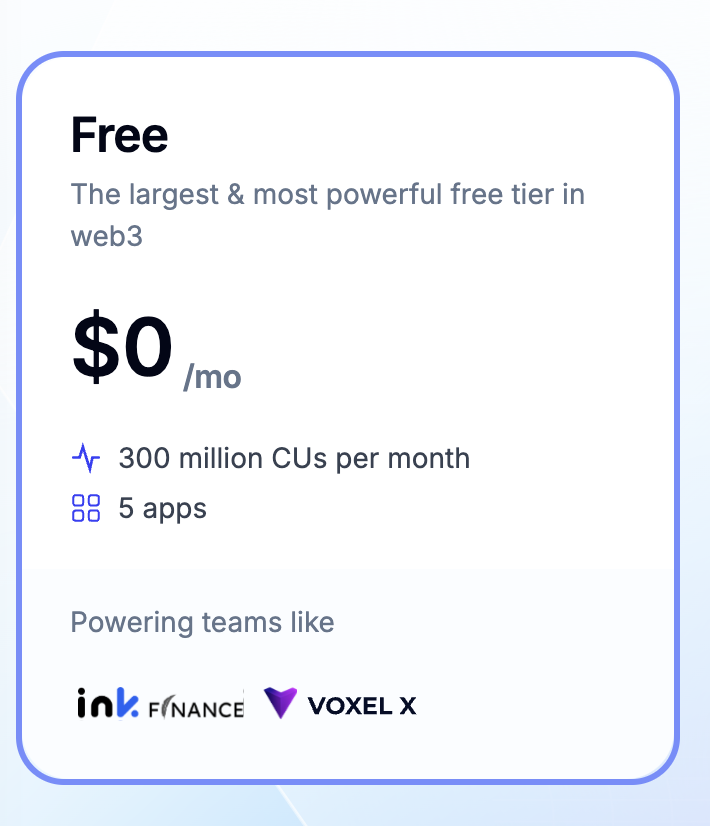 Free
The largest & most powerful free tier in
web3
$0 /mo
300 million CUs per month
5 apps
Powering teams like
ink FINANCE VOXEL X